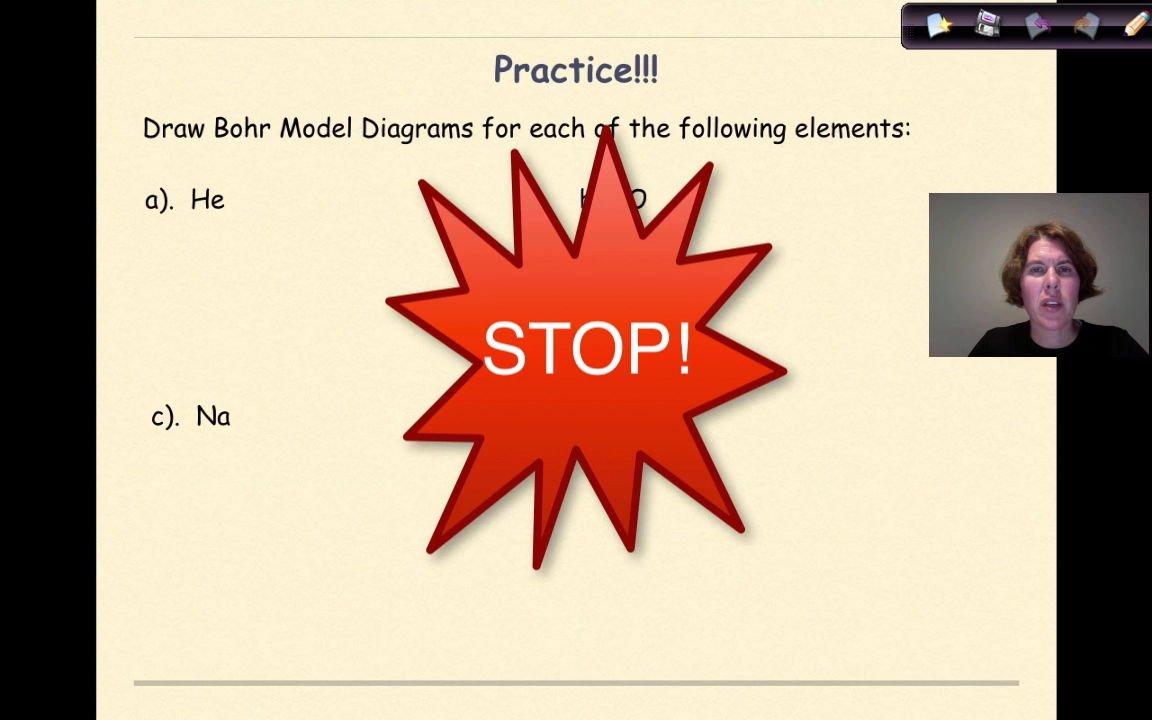 Practice!!!
Draw Bohr Model Diagrams for each of the following elements:
a). He
O
STOP!
c). Na